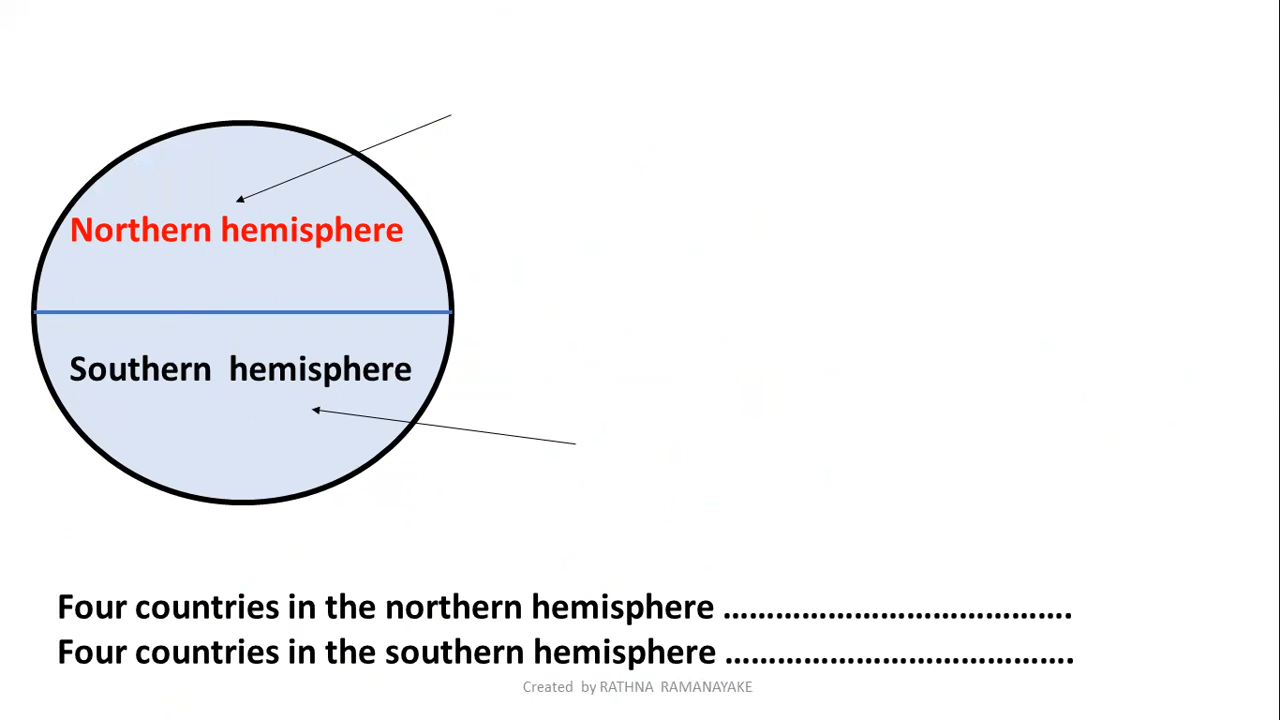 Northern hemisphere
Southern  hemisphere
Four countries in the northern hemisphere ………………………………….
Four countries in the southern hemisphere ………………………………….
Created  by RATHNA  RAMANAYAKE